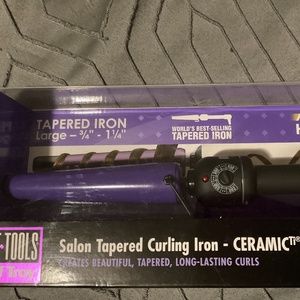 TAPERED IRON
Large – ¾" - 1¼"
WORLD'S BEST-SELLING
TAPERED IRON
H
TOOLS
Salon Tapered Curling Iron - CERAMIC
CREATES BEAUTIFUL, TAPERED, LONG-LASTING CURLS